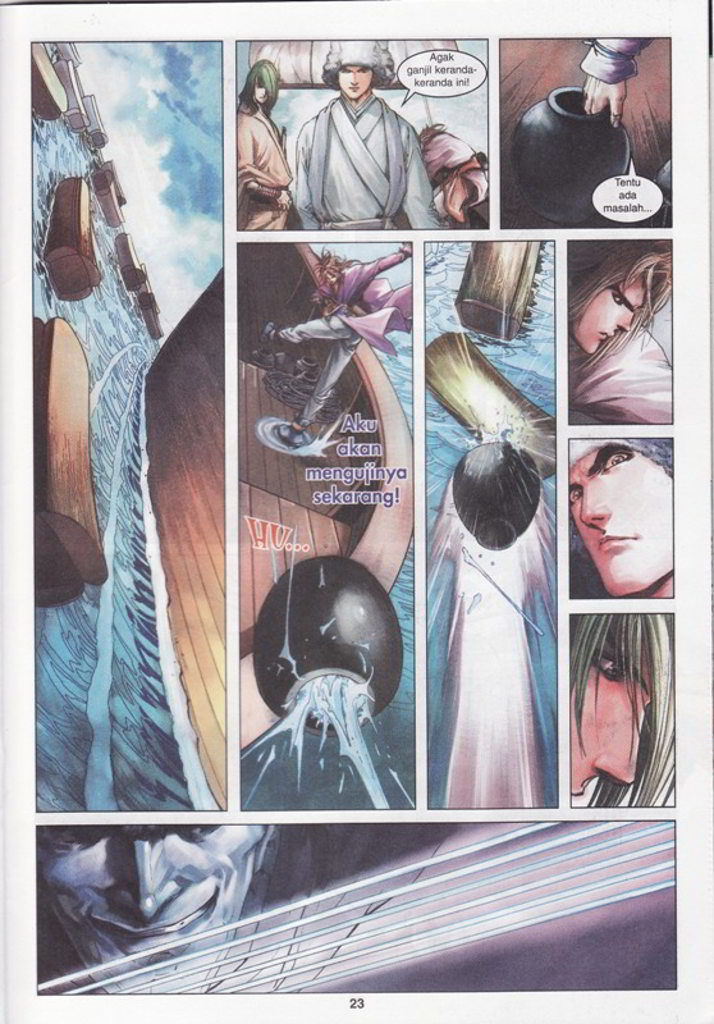 Agak
ganjil keranda-
keranda ini!
Tentu
ada
masalah...
Aku
akan
mengujinya
sekarang!
HU...
23